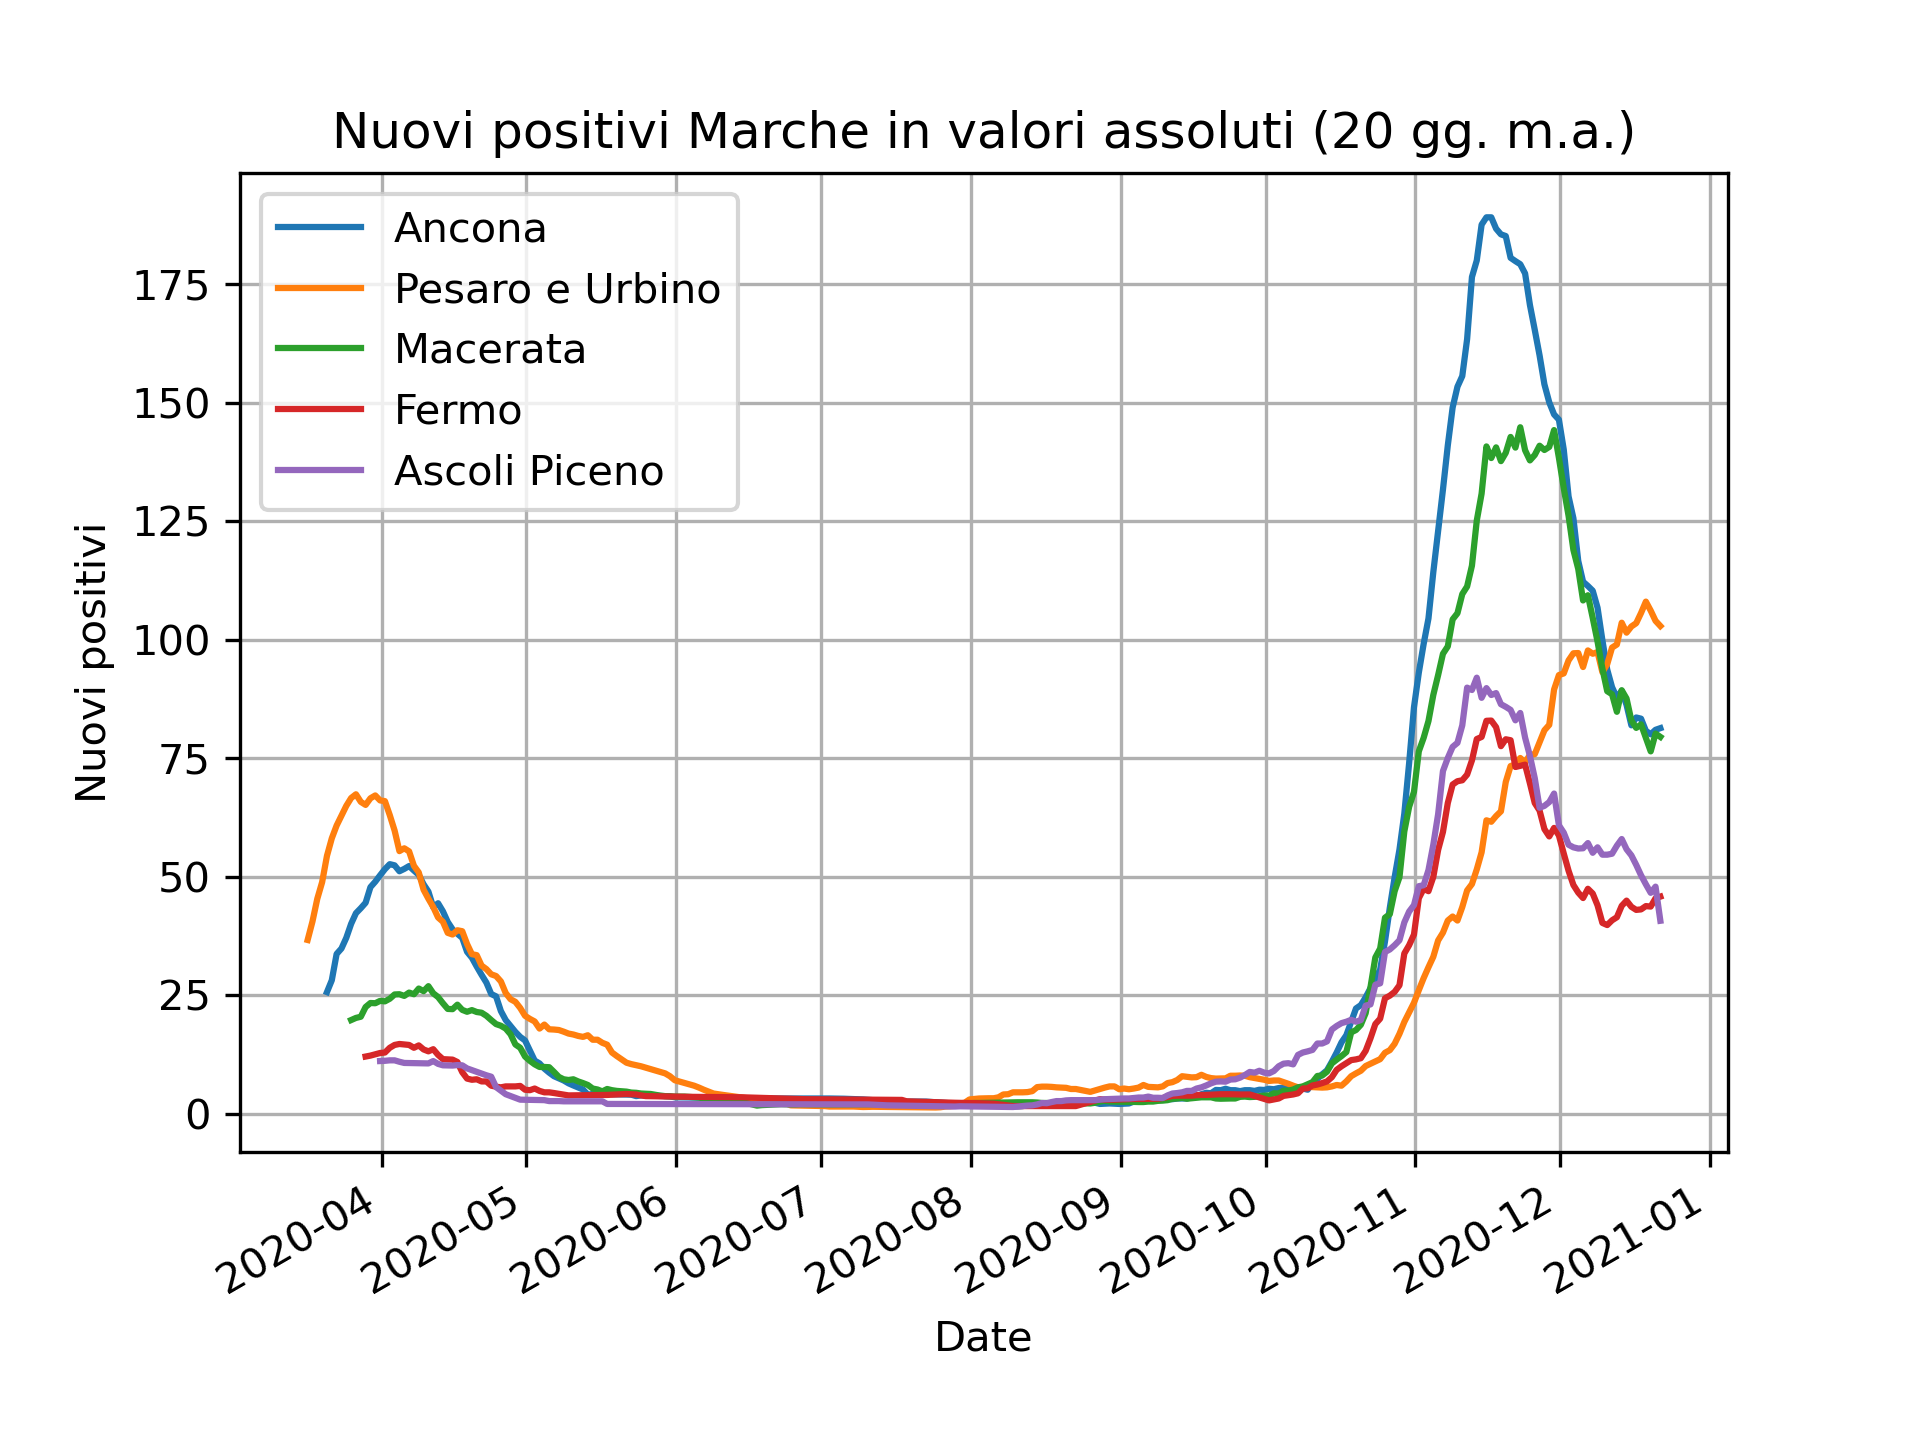 Nuovi positivi Marche in valori assoluti (20 gg. m.a.)
Ancona
Pesaro e Urbino
Macerata
Fermo
Ascoli Piceno
Nuovi positivi
175
150
125
100
75
50
25
0
2020-04
2020-05
2020-06
2020-07
2020-08
2020-09
2020-10
2020-11
2020-12
2021-01
Date